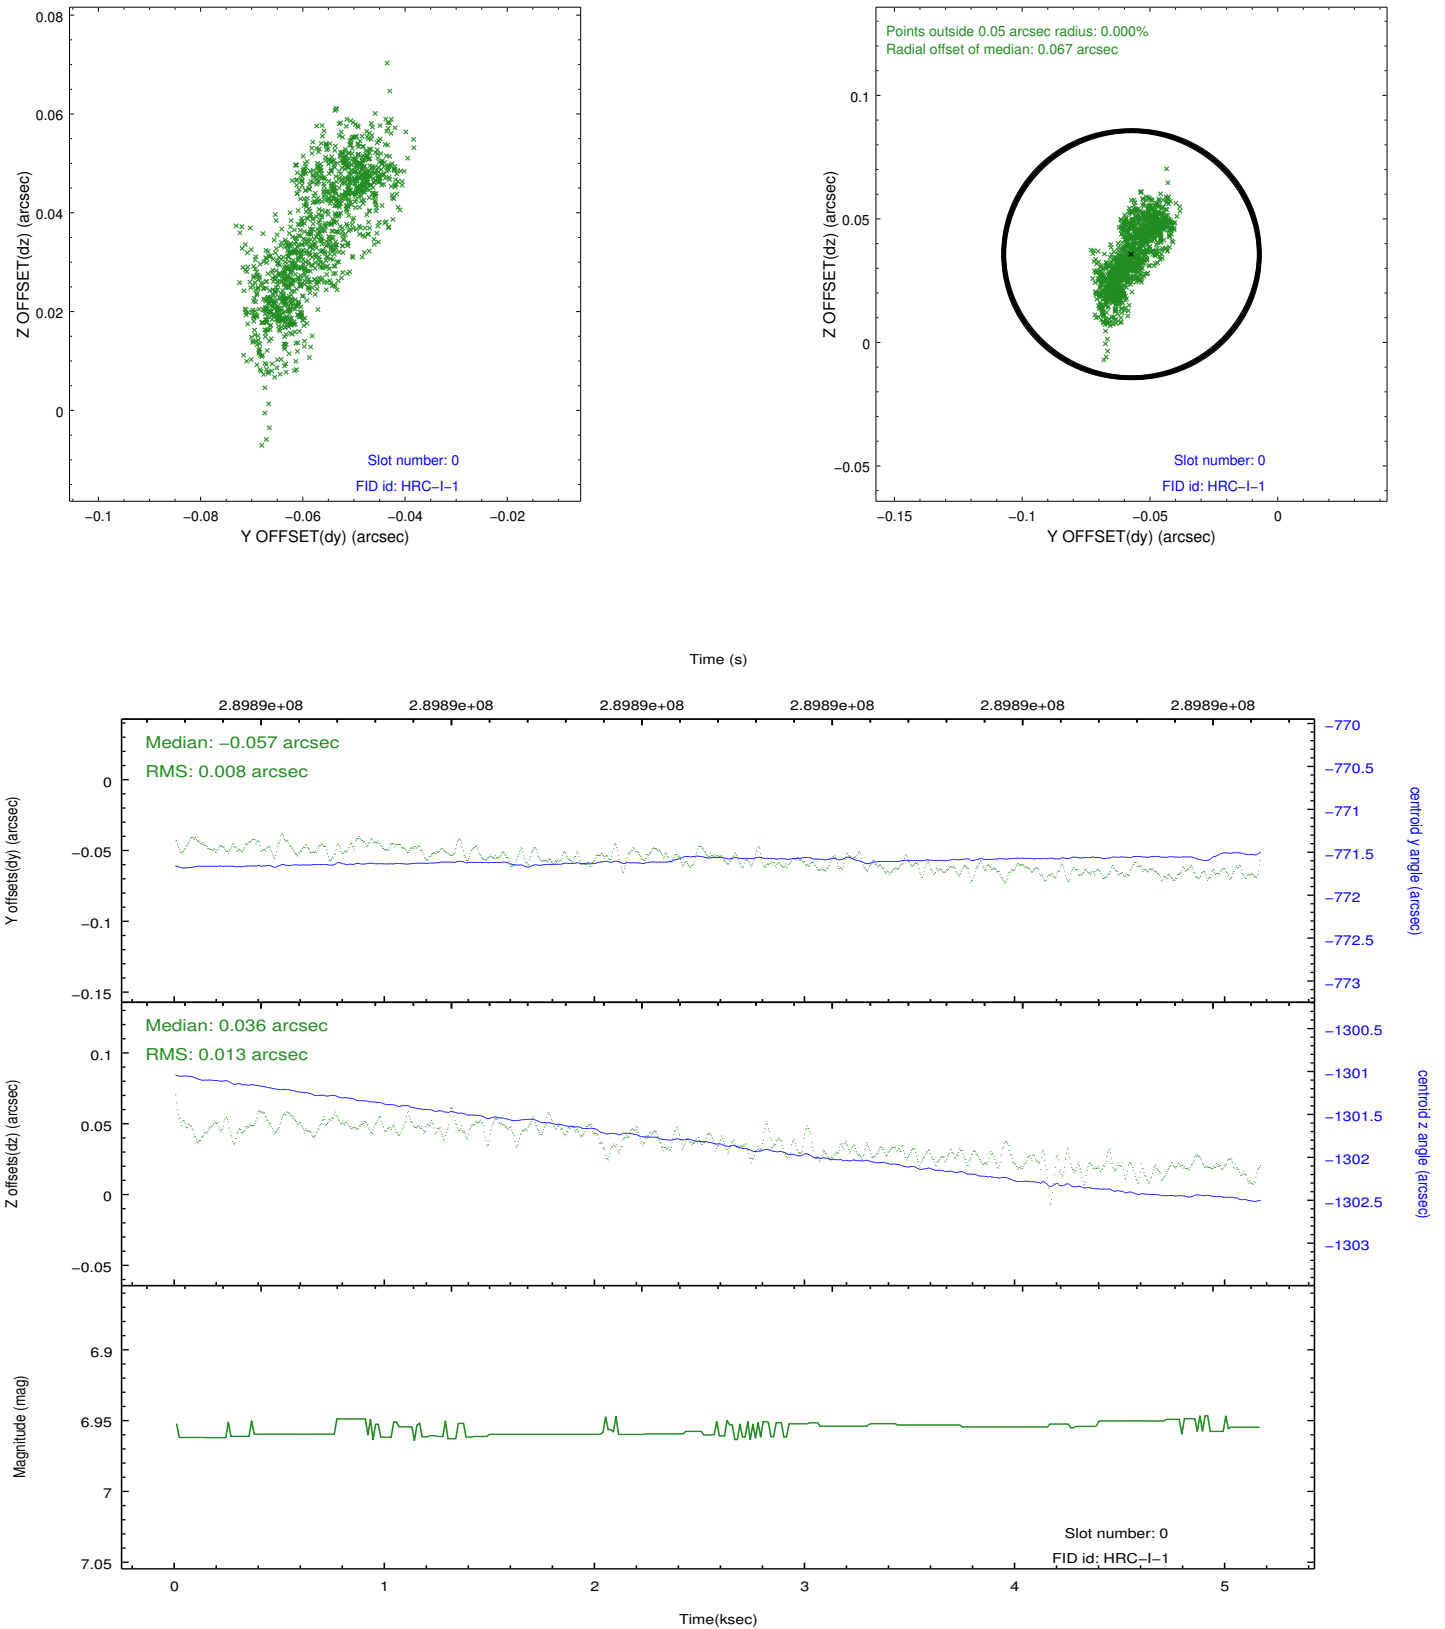 0.08
0.06
0.04
0.02
0
Z OFFSET(dz) (arcsec)
Slot number: 0
FID id: HRC−I−1
−0.1
−0.08
−0.06
−0.04
−0.02
Y OFFSET(dy) (arcsec)
Points outside 0.05 arcsec radius: 0.000%
Radial offset of median: 0.067 arcsec
0.1
0.05
0
−0.05
Z OFFSET(dz) (arcsec)
Slot number: 0
FID id: HRC−I−1
−0.15
−0.1
−0.05
0
Y OFFSET(dy) (arcsec)
Time (s)
2.8989e+08
2.8989e+08
2.8989e+08
2.8989e+08
2.8989e+08
2.8989e+08
Median: −0.057 arcsec
RMS: 0.008 arcsec
0
−0.05
−0.1
−0.15
Y offsets(dy) (arcsec)
−770
−770.5
−771
−771.5
−772
−772.5
−773
centroid y angle (arcsec)
Median: 0.036 arcsec
RMS: 0.013 arcsec
0.1
0.05
0
−0.05
Z offsets(dz) (arcsec)
−1300.5
−1301
−1301.5
−1302
−1302.5
−1303
centroid z angle (arcsec)
6.9
6.95
7
7.05
Magnitude (mag)
Slot number: 0
FID id: HRC−I−1
0
1
2
3
4
5
Time(ksec)